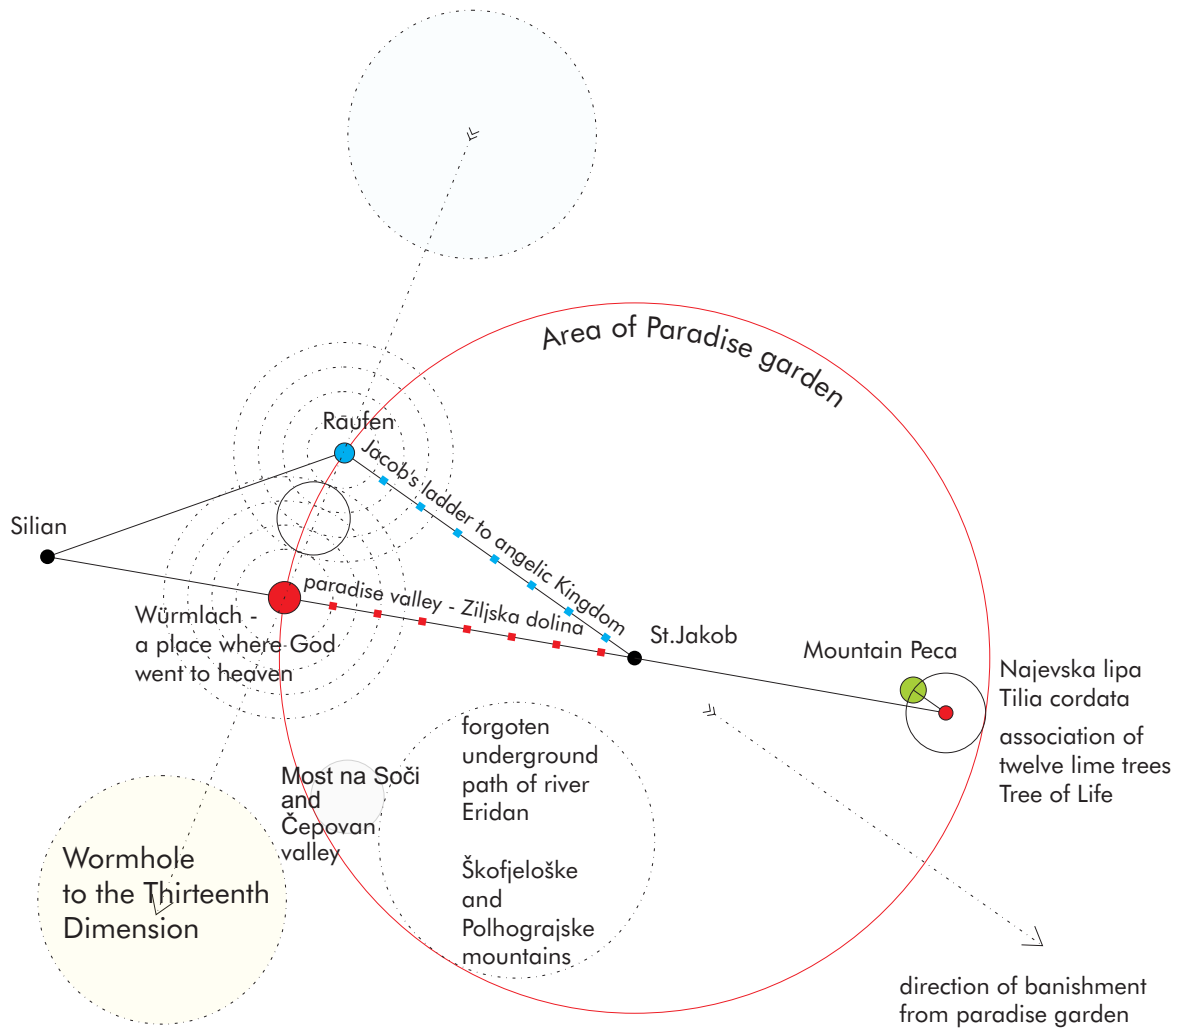 Area of Paradise garden
Raufen
Jacob's ladder to angelic Kingdom
Silian
paradise valley - Ziljska dolina
Würmlach -
a place where God
went to heaven
St.Jakob
Mountain Peca
Najevska lipa
Tilia cordata
association of
twelve lime trees
Tree of Life
forgoten
underground
path of river
Eridan
Škofjeloške
and
Polhograjske
mountains
Most na Soči
and
Čepovan
valley
Wormhole
to the Thirteenth
Dimension
direction of banishment
from paradise garden